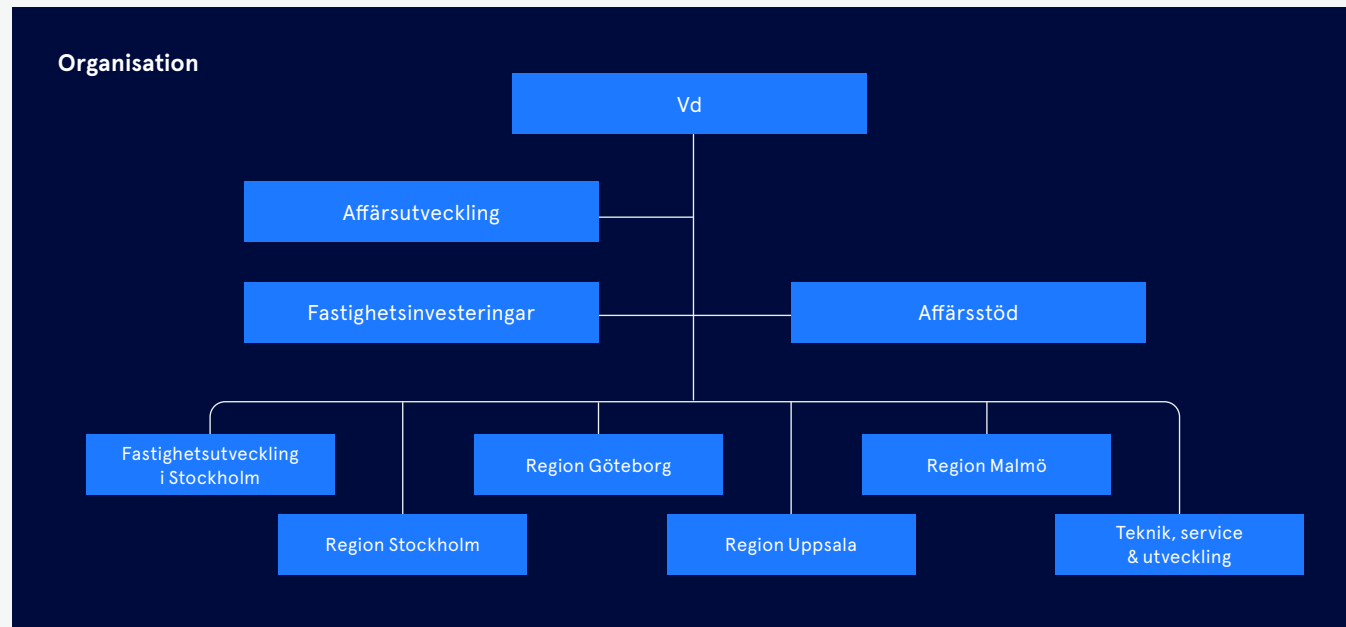 Organisation
Vd
Affärsutveckling
Fastighetsinvesteringar
Affärsstöd
Fastighetsutveckling
i Stockholm
Region Göteborg
Region Malmö
Region Stockholm
Region Uppsala
Teknik, service
& utveckling